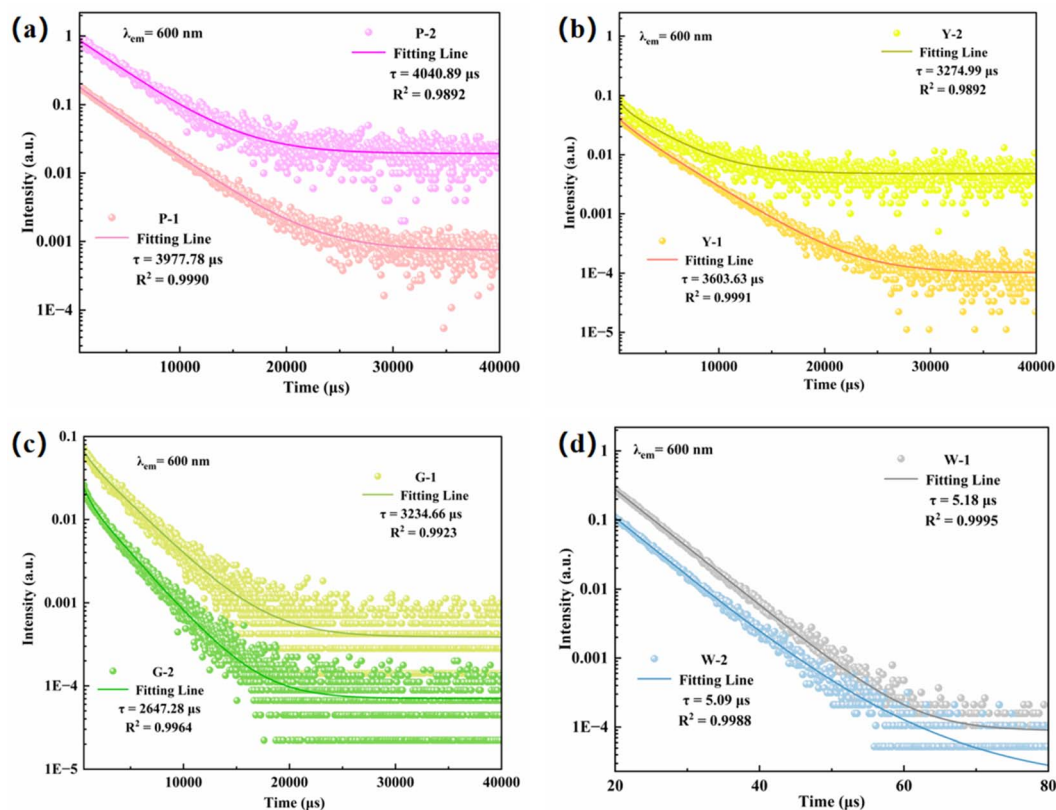 (a)
λem= 600 nm
P-2
Fitting Line
τ = 4040.89 μs
R² = 0.9892
P-1
Fitting Line
τ = 3977.78 μs
R² = 0.9990
1
0.1
0.01
0.001
1E−4
Intensity (a.u.)
10000 20000 30000 40000
Time (μs)
(b)
λem= 600 nm
Y-2
Fitting Line
τ = 3274.99 μs
R² = 0.9892
Y-1
Fitting Line
τ = 3603.63 μs
R² = 0.9991
1
0.1
0.01
0.001
1E−4
1E−5
Intensity (a.u.)
10000 20000 30000 40000
Time (μs)
(c)
λem= 600 nm
G-1
Fitting Line
τ = 3234.66 μs
R² = 0.9923
G-2
Fitting Line
τ = 2647.28 μs
R² = 0.9964
0.1
0.01
0.001
1E−4
1E−5
Intensity (a.u.)
10000 20000 30000 40000
Time (μs)
(d)
λem= 600 nm
W-1
Fitting Line
τ = 5.18 μs
R² = 0.9995
W-2
Fitting Line
τ = 5.09 μs
R² = 0.9988
1
0.1
0.01
0.001
1E−4
Intensity (a.u.)
20 40 60 80
Time (μs)